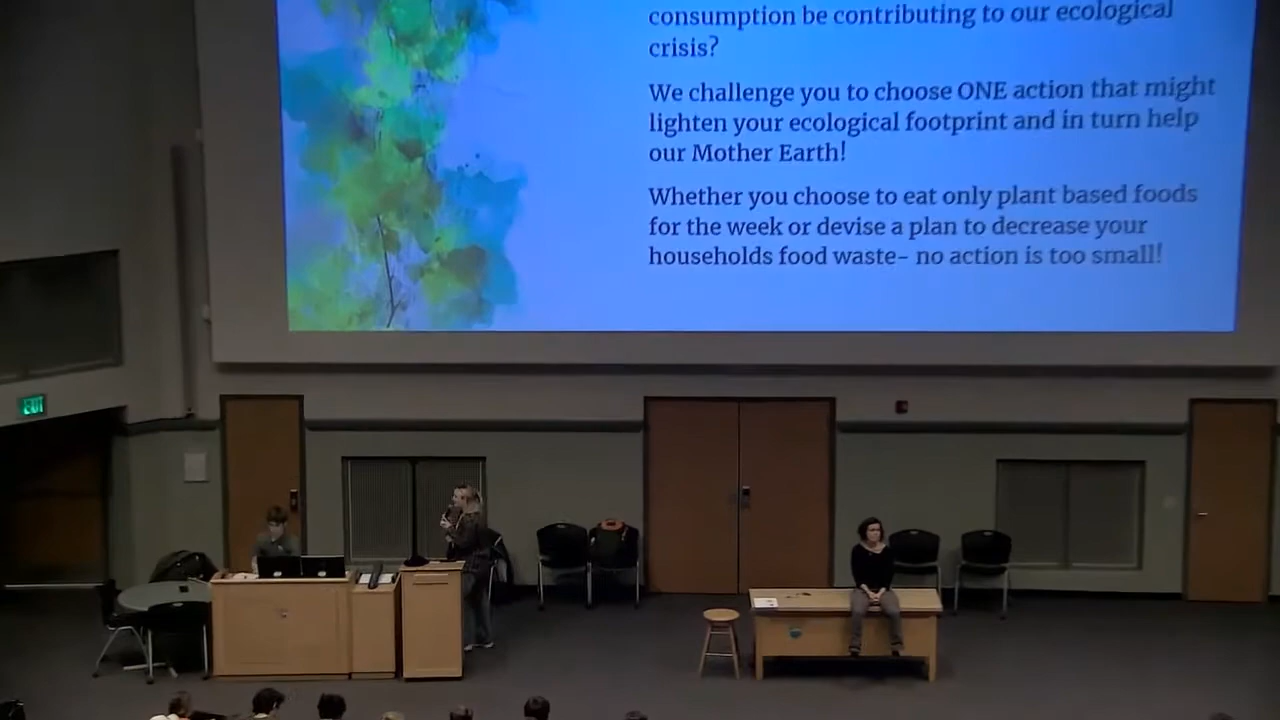 consumption be contributing to our ecological
crisis?
We challenge you to choose ONE action that might
lighten your ecological footprint and in turn help
our Mother Earth!
Whether you choose to eat only plant based foods
for the week or devise a plan to decrease your
households food waste- no action is too small!
EXIT